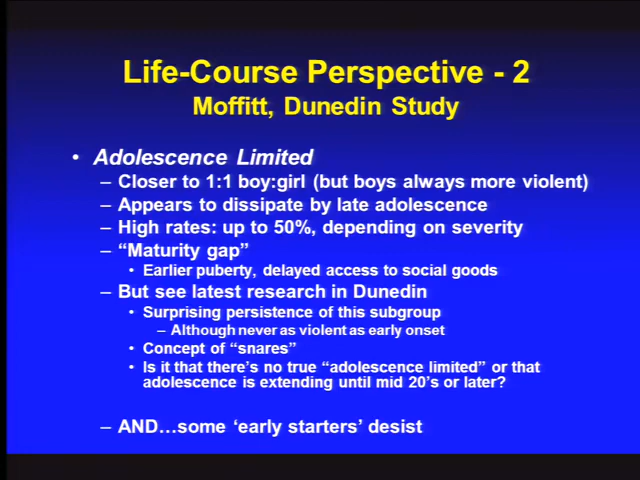 Life-Course Perspective - 2
Moffitt, Dunedin Study
• Adolescence Limited
– Closer to 1:1 boy:girl (but boys always more violent)
– Appears to dissipate by late adolescence
– High rates: up to 50%, depending on severity
– “Maturity gap”
• Earlier puberty, delayed access to social goods
– But see latest research in Dunedin
• Surprising persistence of this subgroup
– Although never as violent as early onset
• Concept of “snares”
• Is it that there’s no true “adolescence limited” or that
adolescence is extending until mid 20’s or later?
– AND…some ‘early starters’ desist